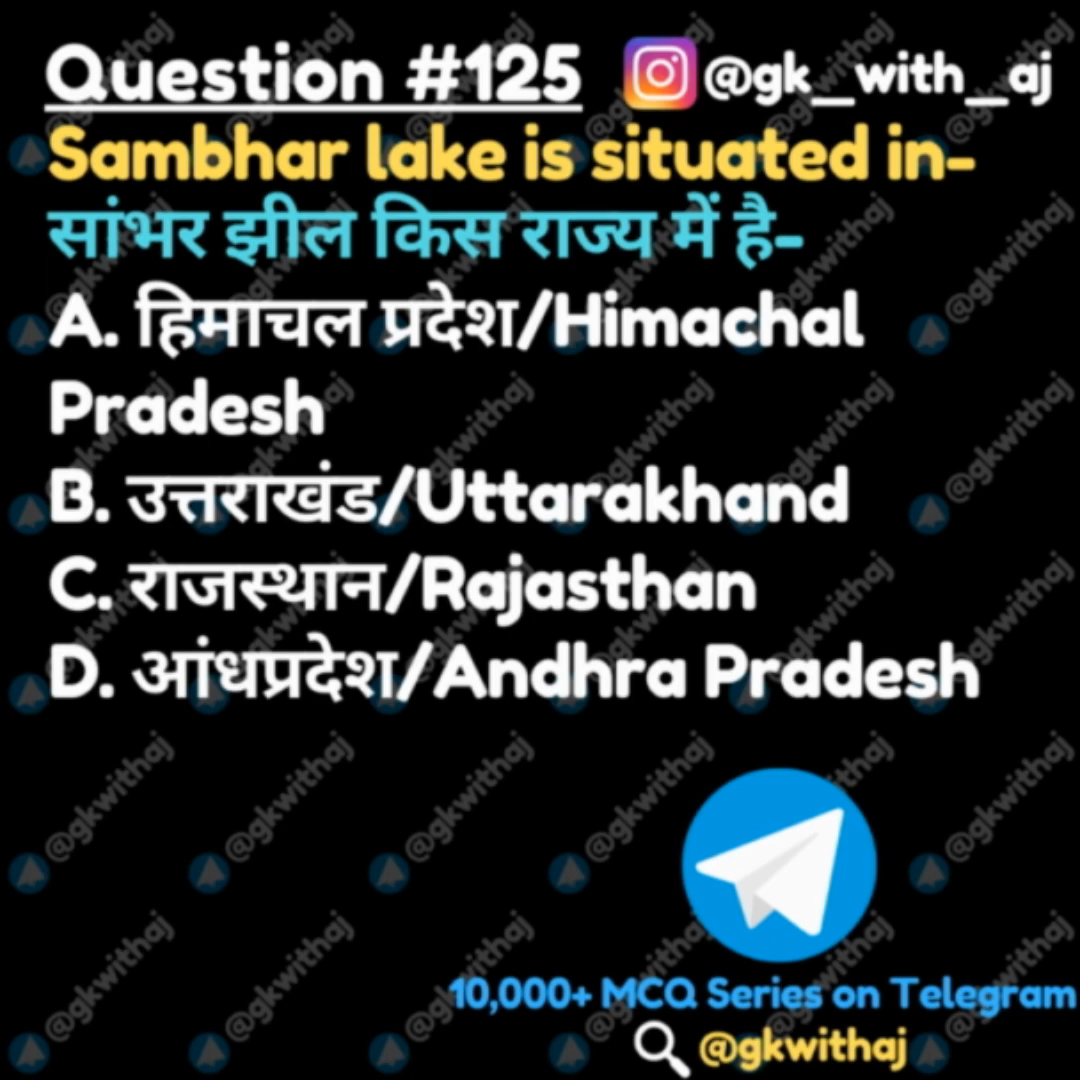 Question #125 @gk_with_aj
Sambhar lake is situated in-
सांभर झील किस राज्य में है-
A. हिमाचल प्रदेश/Himachal
Pradesh
B. उत्तराखंड/Uttarakhand
C. राजस्थान/Rajasthan
D. आंधप्रदेश/Andhra Pradesh
10,000+ MCQ Series on Telegram
@gkwithaj